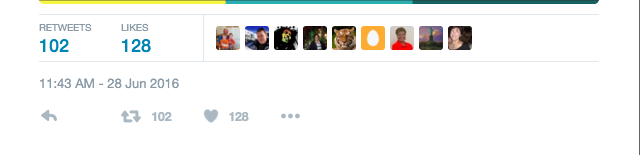 RETWEETS LIKES
102 128
11:43 AM - 28 Jun 2016
102 128